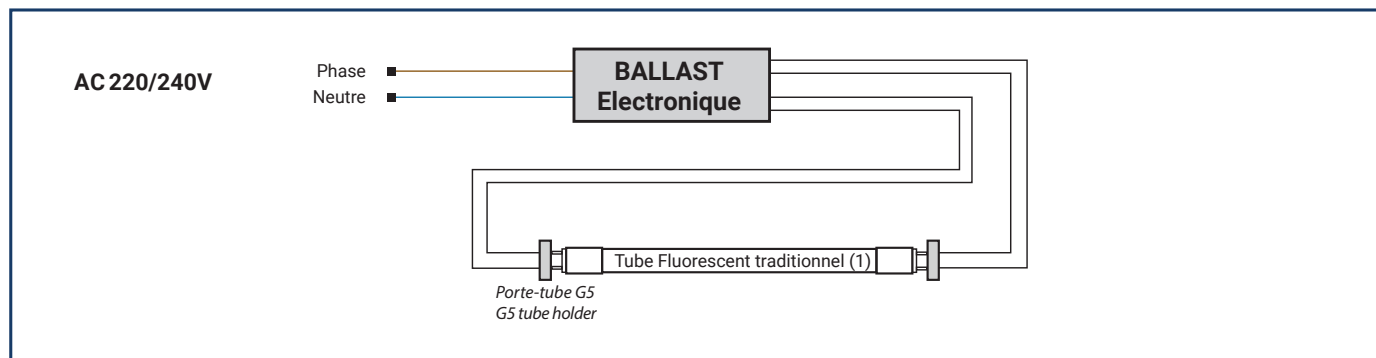 AC 220/240V
Phase
Neutre
BALLAST
Electronique
Tube Fluorescent traditionnel (1)
Porte-tube G5
G5 tube holder